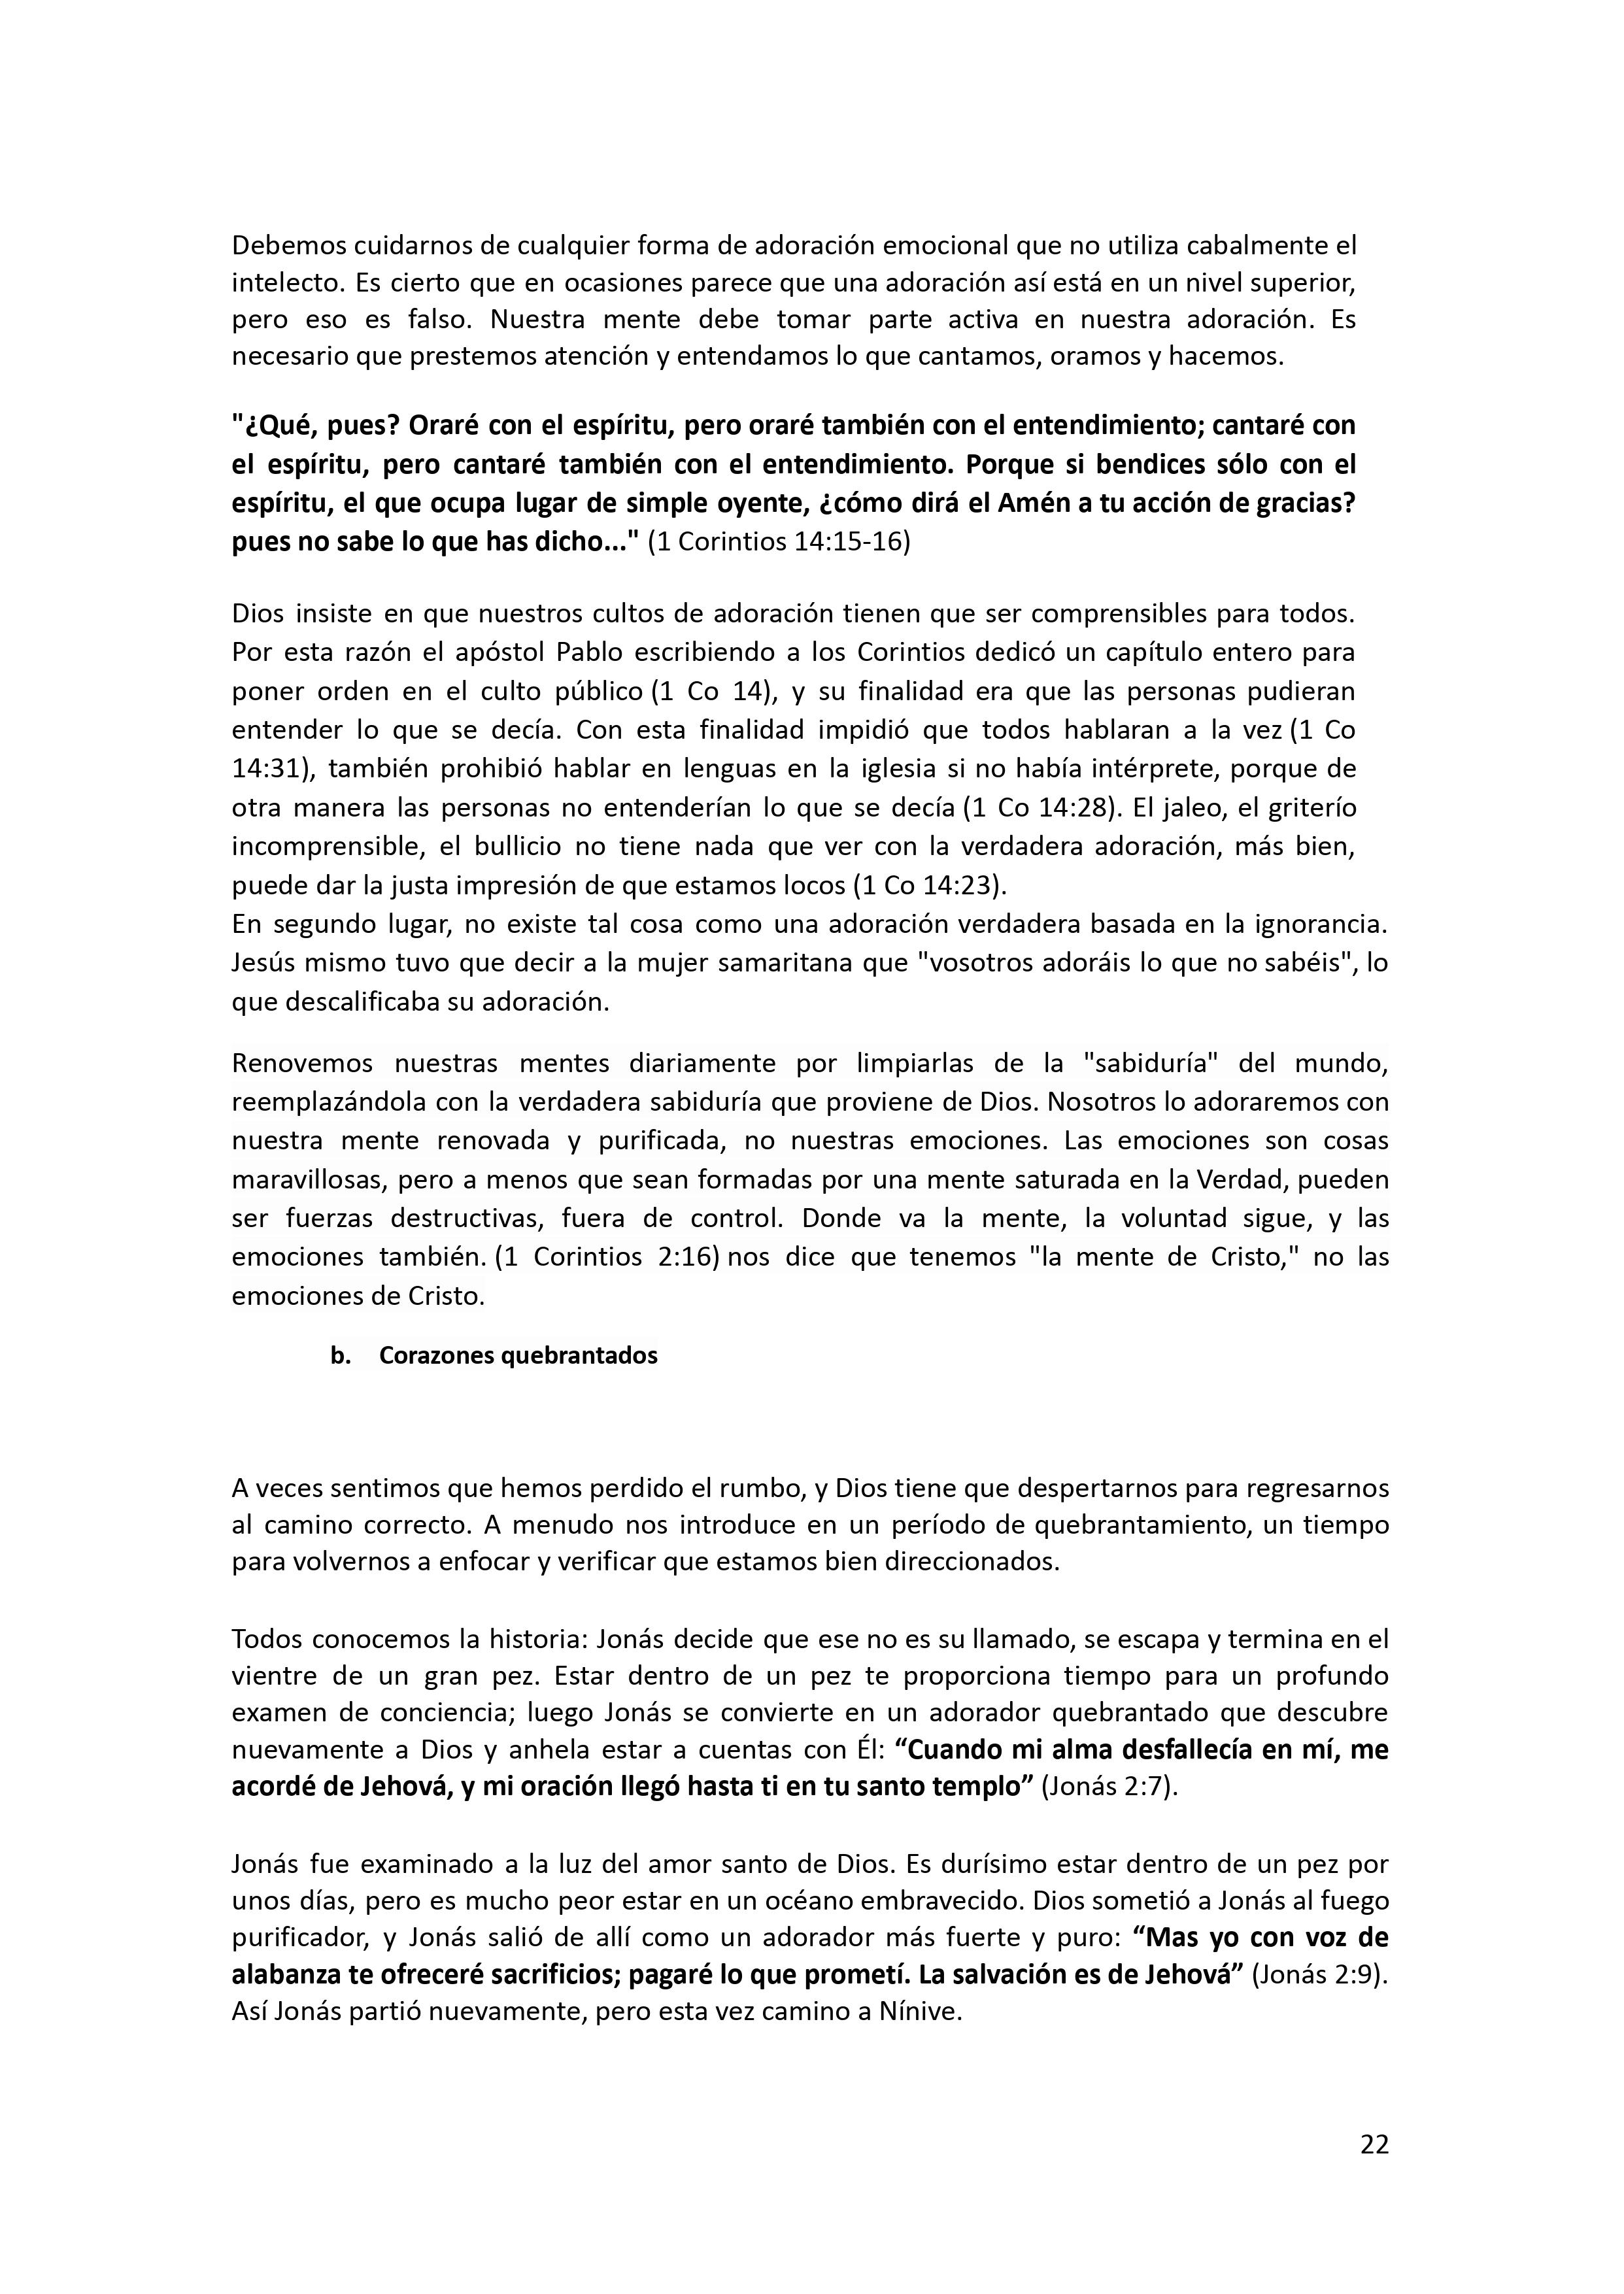 Debemos cuidarnos de cualquier forma de adoración emocional que no utiliza cabalmente el
intelecto. Es cierto que en ocasiones parece que una adoración así está en un nivel superior,
pero eso es falso. Nuestra mente debe tomar parte activa en nuestra adoración. Es
necesario que prestemos atención y entendamos lo que cantamos, oramos y hacemos.
"¿Qué, pues? Oraré con el espíritu, pero oraré también con el entendimiento; cantaré con
el espíritu, pero cantaré también con el entendimiento. Porque si bendices sólo con el
espíritu, el que ocupa lugar de simple oyente, ¿cómo dirá el Amén a tu acción de gracias?
pues no sabe lo que has dicho..." (1 Corintios 14:15-16)
Dios insiste en que nuestros cultos de adoración tienen que ser comprensibles para todos.
Por esta razón el apóstol Pablo escribiendo a los Corintios dedicó un capítulo entero para
poner orden en el culto público (1 Co 14), y su finalidad era que las personas pudieran
entender lo que se decía. Con esta finalidad impidió que todos hablaran a la vez (1 Co
14:31), también prohibió hablar en lenguas en la iglesia si no había intérprete, porque de
otra manera las personas no entenderían lo que se decía (1 Co 14:28). El jaleo, el griterío
incomprensible, el bullicio no tiene nada que ver con la verdadera adoración, más bien,
puede dar la justa impresión de que estamos locos (1 Co 14:23).
En segundo lugar, no existe tal cosa como una adoración verdadera basada en la ignorancia.
Jesús mismo tuvo que decir a la mujer samaritana que "vosotros adoráis lo que no sabéis", lo
que descalificaba su adoración.
Renovemos nuestras mentes diariamente por limpiarlas de la "sabiduría" del mundo,
reemplazándola con la verdadera sabiduría que proviene de Dios. Nosotros lo adoraremos con
nuestra mente renovada y purificada, no nuestras emociones. Las emociones son cosas
maravillosas, pero a menos que sean formadas por una mente saturada en la Verdad, pueden
ser fuerzas destructivas, fuera de control. Donde va la mente, la voluntad sigue, y las
emociones también. (1 Corintios 2:16) nos dice que tenemos "la mente de Cristo," no las
emociones de Cristo.
b. Corazones quebrantados
A veces sentimos que hemos perdido el rumbo, y Dios tiene que despertarnos para regresarnos
al camino correcto. A menudo nos introduce en un período de quebrantamiento, un tiempo
para volvernos a enfocar y verificar que estamos bien direccionados.
Todos conocemos la historia: Jonás decide que ese no es su llamado, se escapa y termina en el
vientre de un gran pez. Estar dentro de un pez te proporciona tiempo para un profundo
examen de conciencia; luego Jonás se convierte en un adorador quebrantado que descubre
nuevamente a Dios y anhela estar a cuentas con Él: “Cuando mi alma desfallecía en mí, me
acordé de Jehová, y mi oración llegó hasta ti en tu santo templo” (Jonás 2:7).
Jonás fue examinado a la luz del amor santo de Dios. Es durísimo estar dentro de un pez por
unos días, pero es mucho peor estar en un océano embravecido. Dios sometió a Jonás al fuego
purificador, y Jonás salió de allí como un adorador más fuerte y puro: “Mas yo con voz de
alabanza te ofreceré sacrificios; pagaré lo que prometí. La salvación es de Jehová” (Jonás 2:9).
Así Jonás partió nuevamente, pero esta vez camino a Nínive.
22